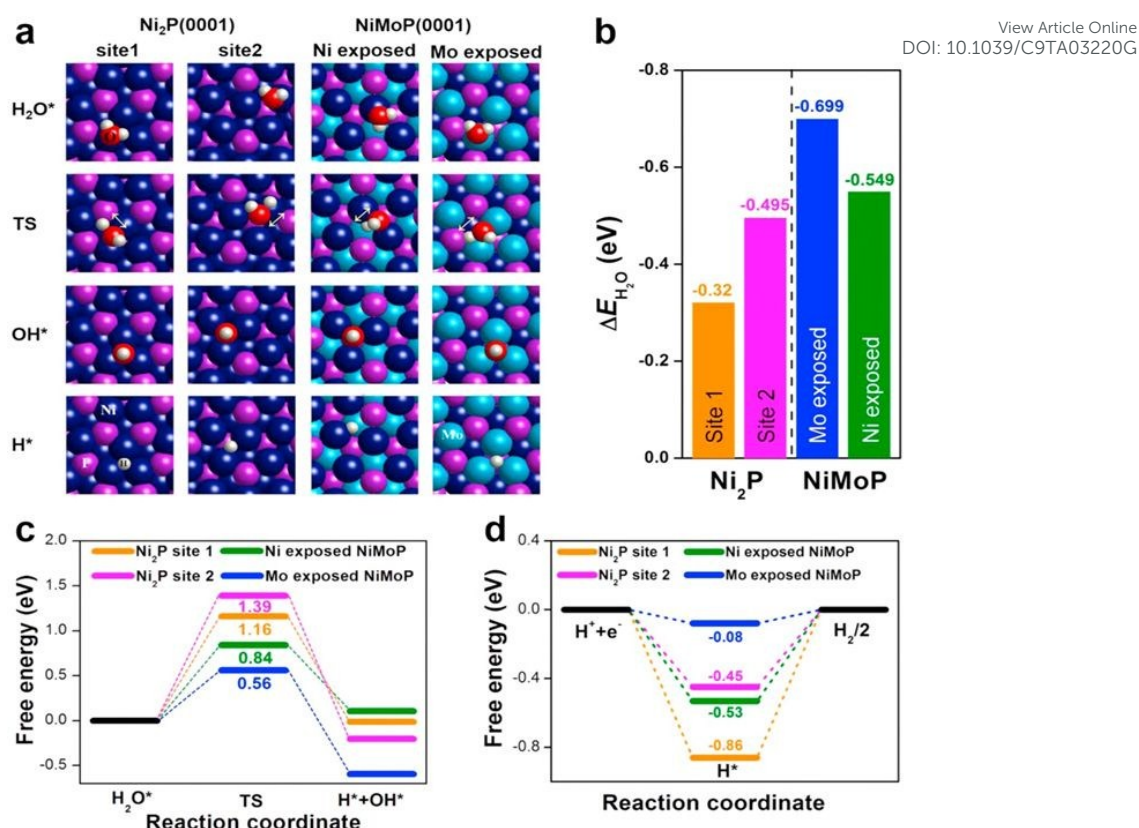 View Article Online
DOI: 10.1039/C9TA03220G
a
Ni₂P(0001)
NiMoP(0001)
site1
site2
Ni exposed
Mo exposed
H₂O*
TS
OH*
H*
Ni
P
H
Mo
b
-0.8
-0.6
-0.4
-0.2
0.0
ΔE H₂O (eV)
-0.32
-0.495
-0.699
-0.549
Site 1
Site 2
Mo exposed
Ni exposed
Ni₂P
NiMoP
c
2.0
1.5
1.0
0.5
0.0
-0.5
Free energy (eV)
Ni₂P site 1
Ni exposed NiMoP
Ni₂P site 2
Mo exposed NiMoP
1.39
1.16
0.84
0.56
H₂O*
TS
H*+OH*
Reaction coordinate
d
0.4
0.0
-0.4
-0.8
Free energy (eV)
Ni₂P site 1
Ni exposed NiMoP
Ni₂P site 2
Mo exposed NiMoP
H⁺+e⁻
H₂/2
-0.08
-0.45
-0.53
-0.86
H*
Reaction coordinate